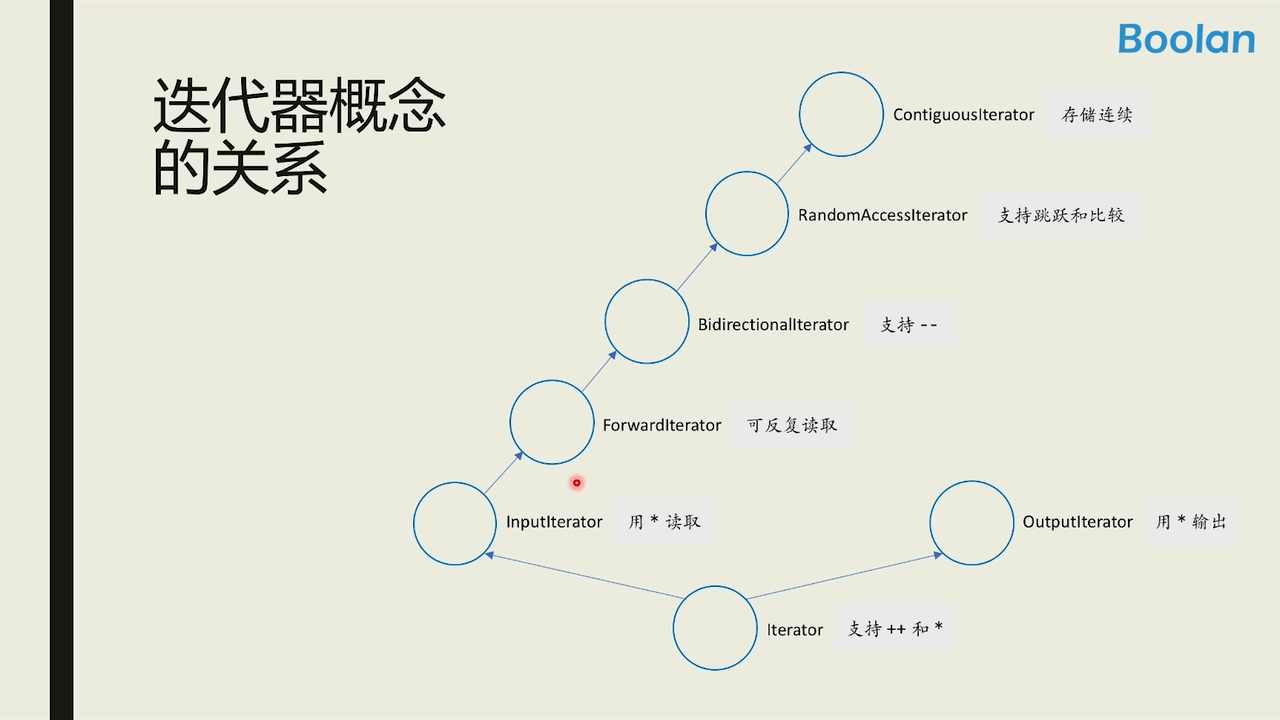 Boolan
迭代器概念
的关系
ContiguousIterator 存储连续
RandomAccessIterator 支持跳跃和比较
BidirectionalIterator 支持 --
ForwardIterator 可反复读取
InputIterator 用 * 读取
OutputIterator 用 * 输出
Iterator 支持 ++ 和 *